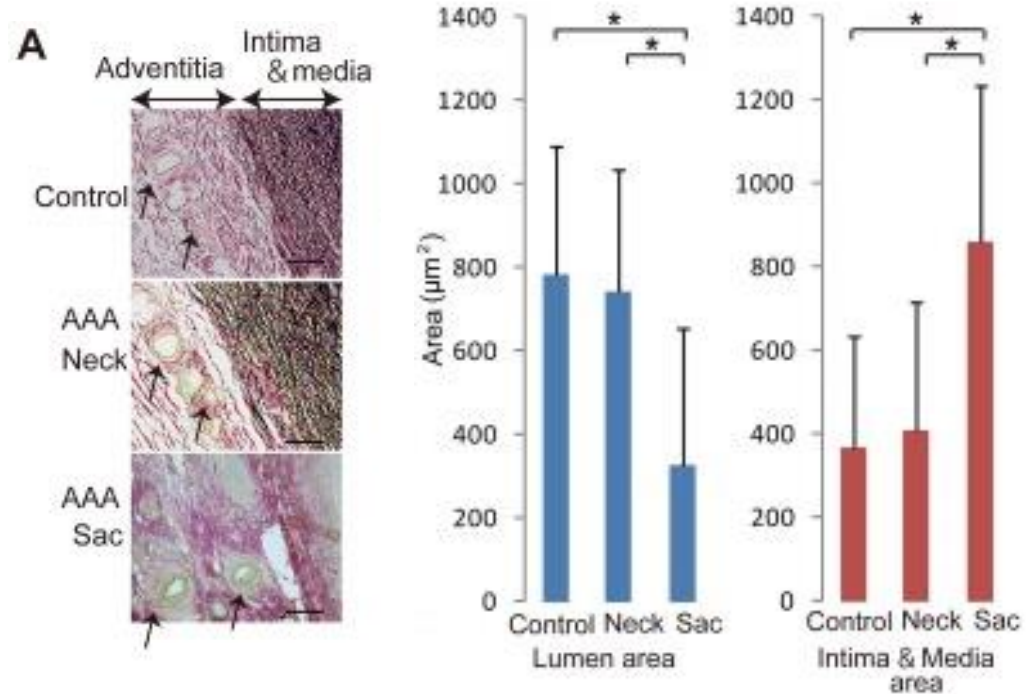 A
Adventitia
Intima
& media
Control
AAA
Neck
AAA
Sac
Area (µm²)
1400
1200
1000
800
600
400
200
0
*
*
Control Neck Sac
Lumen area
1400
1200
1000
800
600
400
200
0
*
*
Control Neck Sac
Intima & Media
area